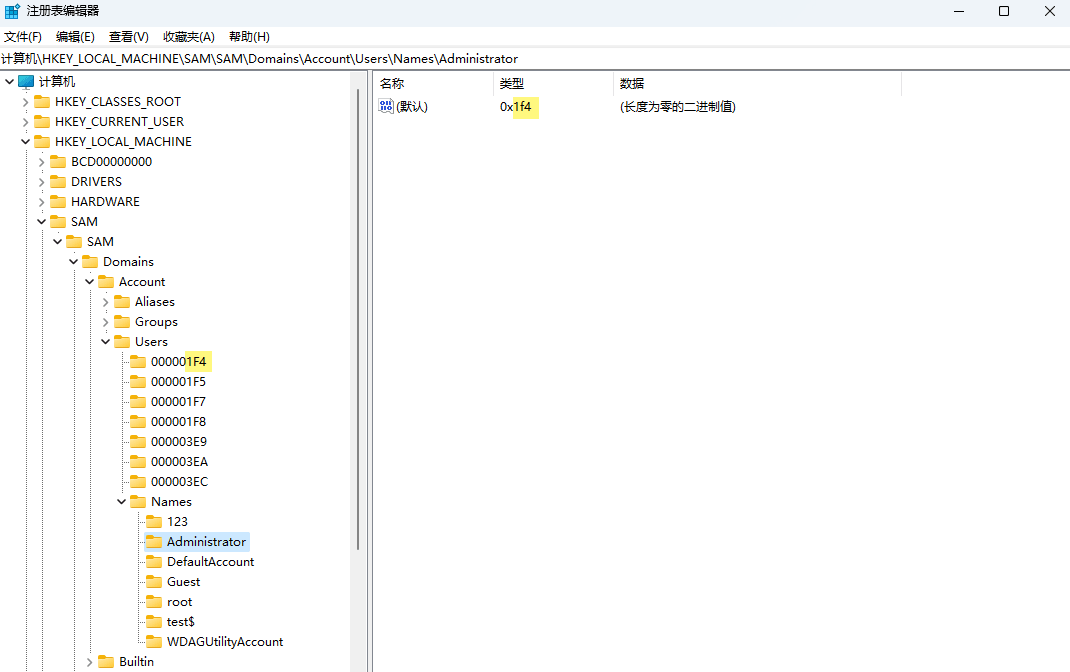 注册表编辑器
文件(F) 编辑(E) 查看(V) 收藏夹(A) 帮助(H)
计算机\HKEY_LOCAL_MACHINE\SAM\SAM\Domains\Account\Users\Names\Administrator
计算机
HKEY_CLASSES_ROOT
HKEY_CURRENT_USER
HKEY_LOCAL_MACHINE
BCD00000000
DRIVERS
HARDWARE
SAM
SAM
Domains
Account
Aliases
Groups
Users
000001F4
000001F5
000001F7
000001F8
000003E9
000003EA
000003EC
Names
123
Administrator
DefaultAccount
Guest
root
test$
WDAGUtilityAccount
Builtin
名称 类型 数据
(默认) 0x1f4 (长度为零的二进制值)